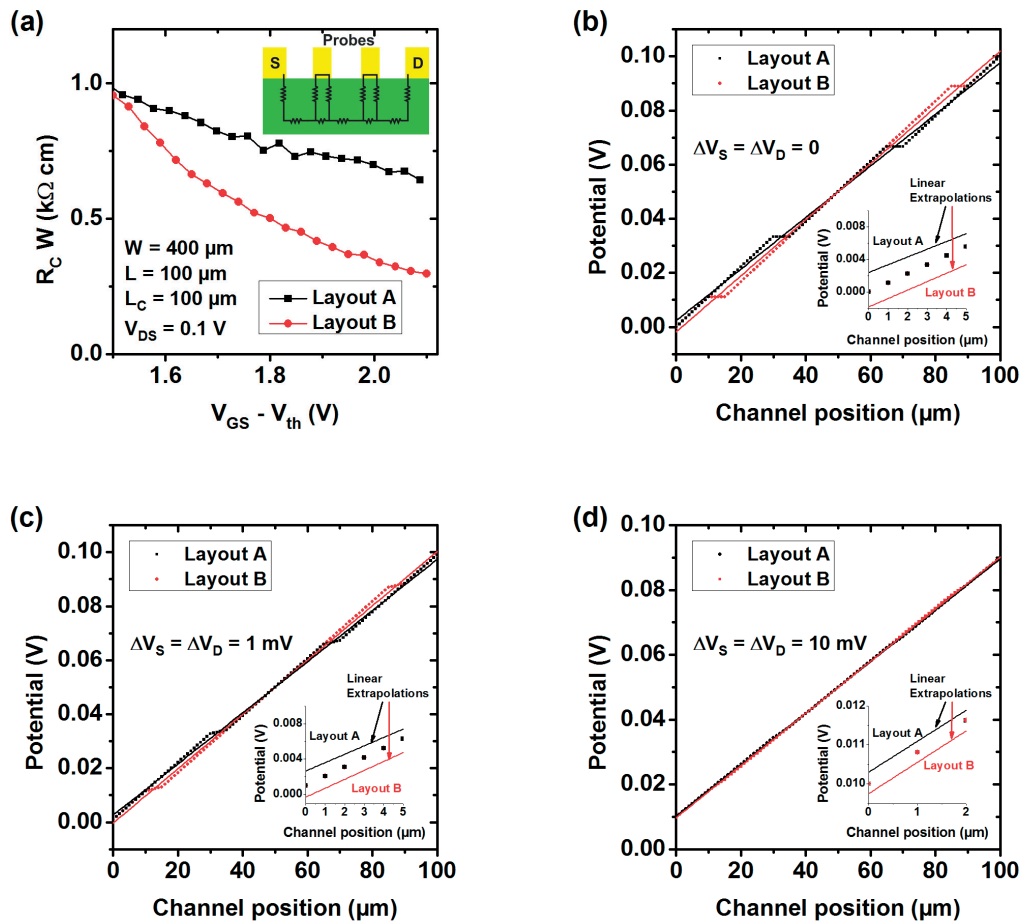 (a)
Probes
S
D
1.0
0.5
0.0
R_C W (kΩ cm)
W = 400 µm
L = 100 µm
L_C = 100 µm
V_DS = 0.1 V
Layout A
Layout B
1.6 1.8 2.0
V_GS - V_th (V)
(b)
0.10
0.08
0.06
0.04
0.02
0.00
Potential (V)
Layout A
Layout B
ΔV_S = ΔV_D = 0
Linear
Extrapolations
0.008
0.004
0.000
Potential (V)
Layout A
Layout B
0 1 2 3 4 5
Channel position (µm)
0 20 40 60 80 100
Channel position (µm)
(c)
0.10
0.08
0.06
0.04
0.02
0.00
Potential (V)
Layout A
Layout B
ΔV_S = ΔV_D = 1 mV
Linear
Extrapolations
0.008
0.004
0.000
Potential (V)
Layout A
Layout B
0 1 2 3 4 5
Channel position (µm)
0 20 40 60 80 100
Channel position (µm)
(d)
0.10
0.08
0.06
0.04
0.02
0.00
Potential (V)
Layout A
Layout B
ΔV_S = ΔV_D = 10 mV
Linear
Extrapolations
0.012
0.011
0.010
Potential (V)
Layout A
Layout B
0 1 2
Channel position (µm)
0 20 40 60 80 100
Channel position (µm)